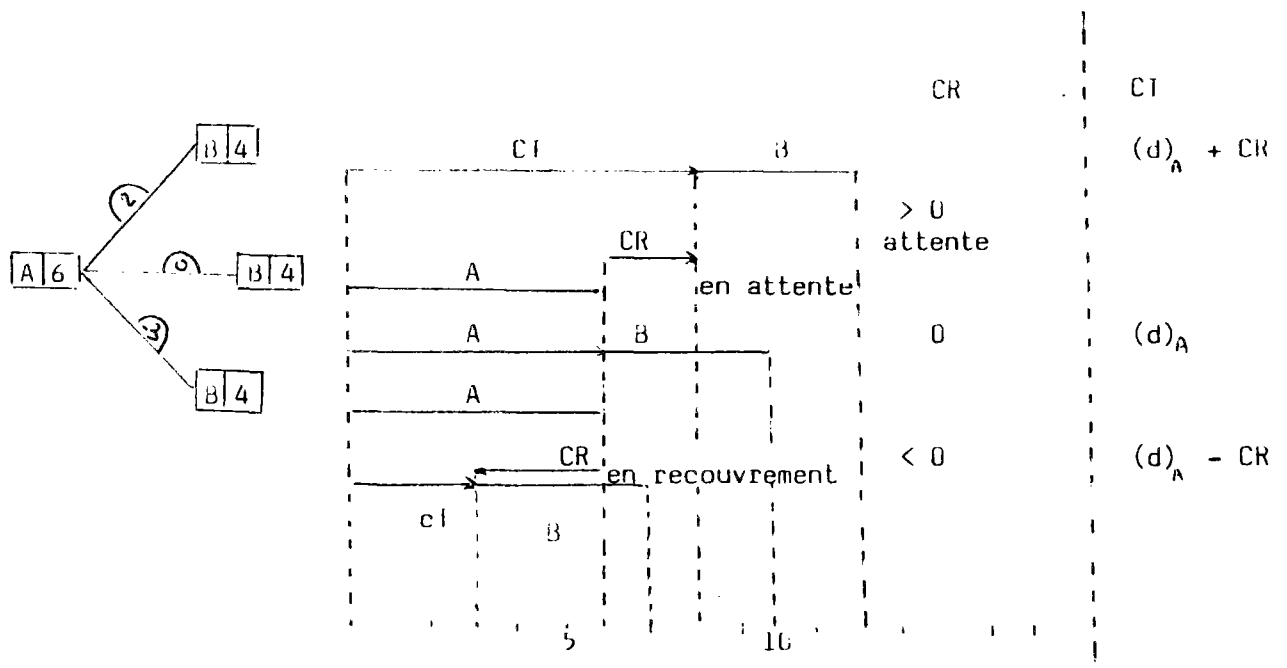 CR CT
B 4 CT B (d)A + CR
2 > 0
CR attente
A 6 0 B 4 A en attente
A B 0 (d)A
-3
B 4 A
CR < 0 (d)A - CR
en recouvrement
ct B
5 10